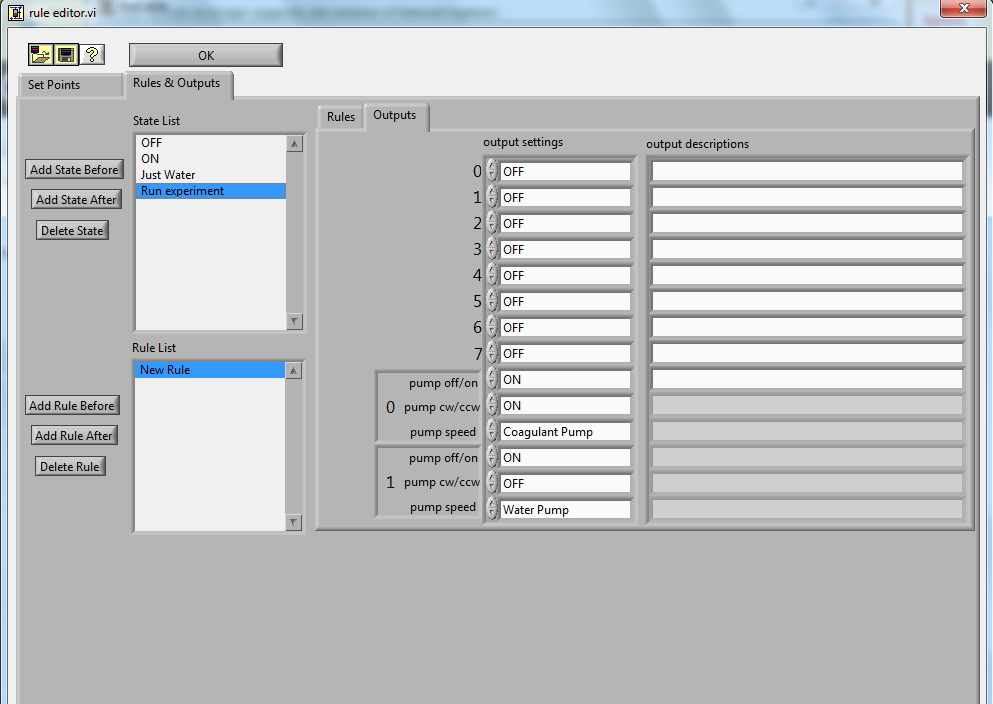 rule editor.vi
?
OK
Set Points
Rules & Outputs
State List
OFF
ON
Just Water
Run experiment
Add State Before
Add State After
Delete State
Rule List
New Rule
Add Rule Before
Add Rule After
Delete Rule
Rules
Outputs
output settings
output descriptions
0 OFF
1 OFF
2 OFF
3 OFF
4 OFF
5 OFF
6 OFF
7 OFF
0
pump off/on ON
pump cw/ccw ON
pump speed Coagulant Pump
1
pump off/on ON
pump cw/ccw OFF
pump speed Water Pump